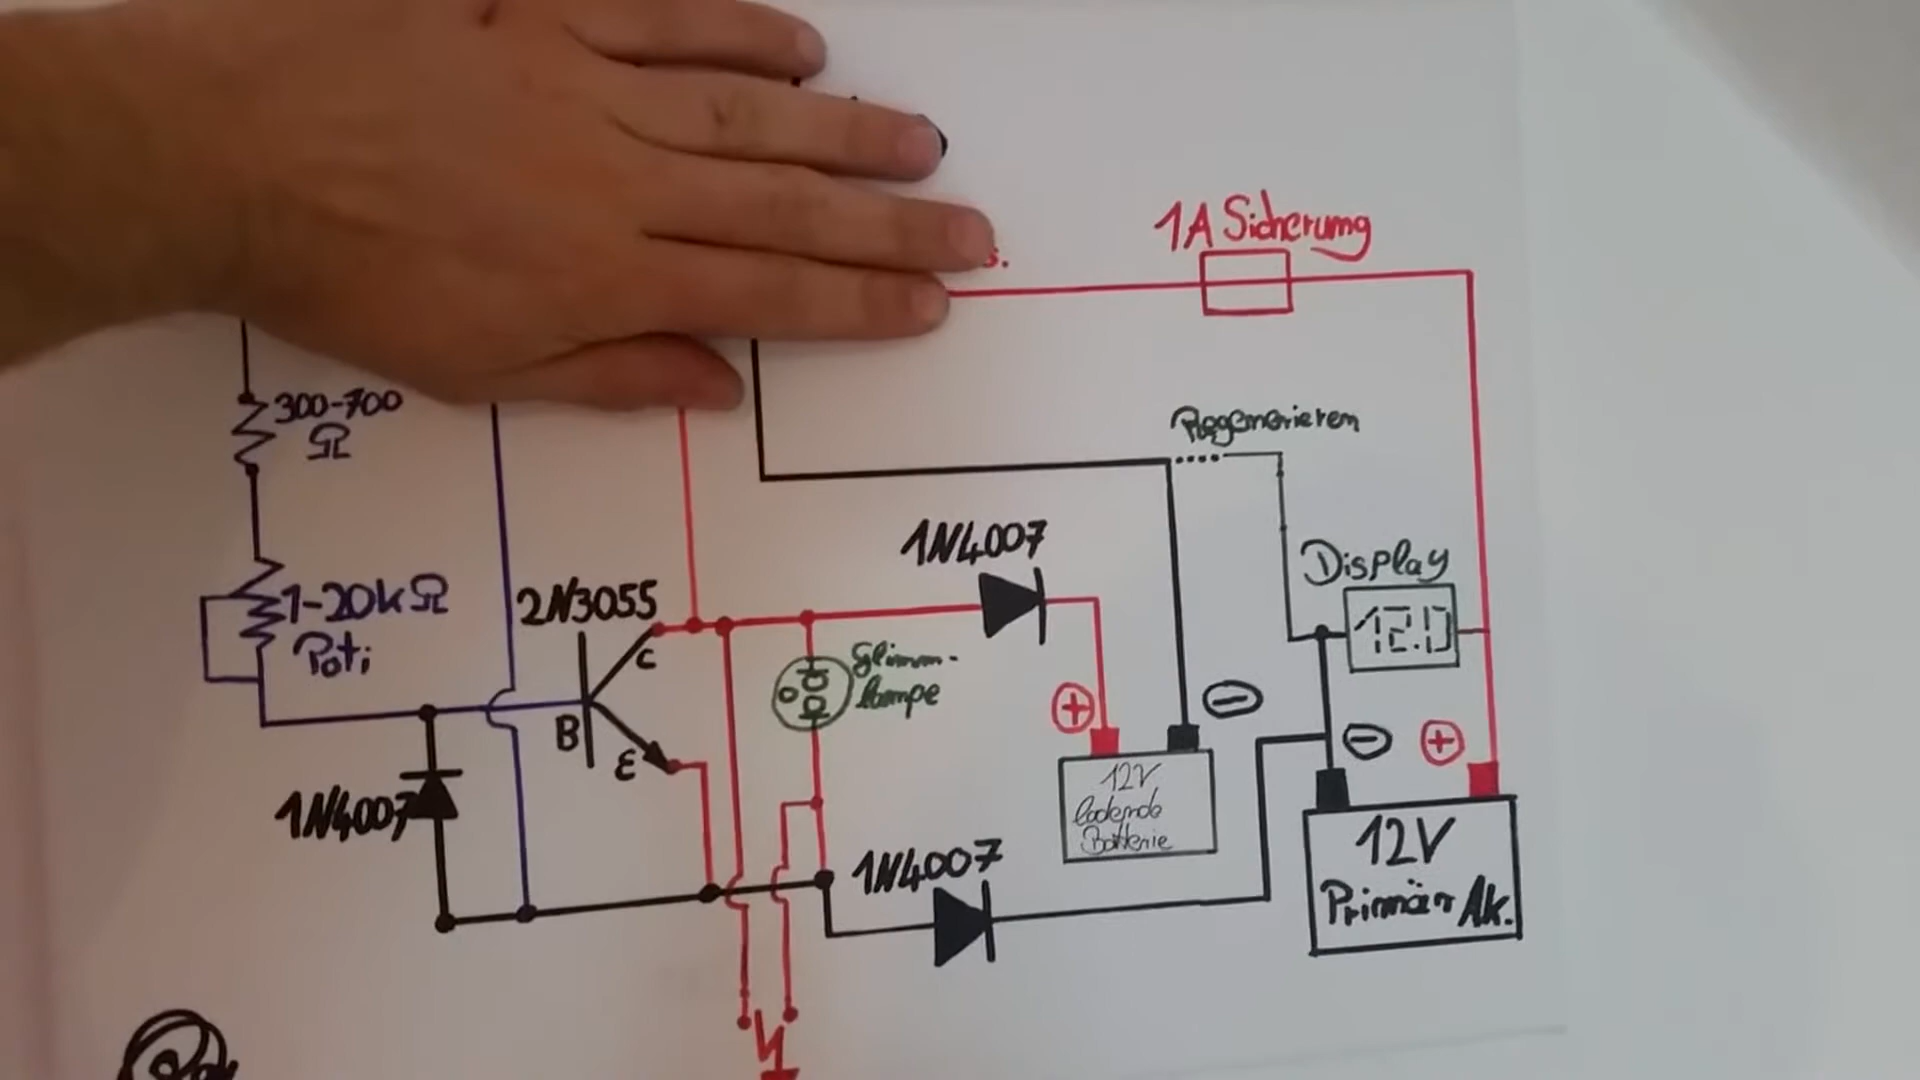 s.
1A Sicherung
300-700
Ω
Regenerieren
1N4007
Display
12.0
1-20kΩ
Poti
2N3055
C
Glimm-
lampe
B
E
+
-
-
+
1N4007
12V
ladende
Batterie
12V
Primär Ak.
1N4007